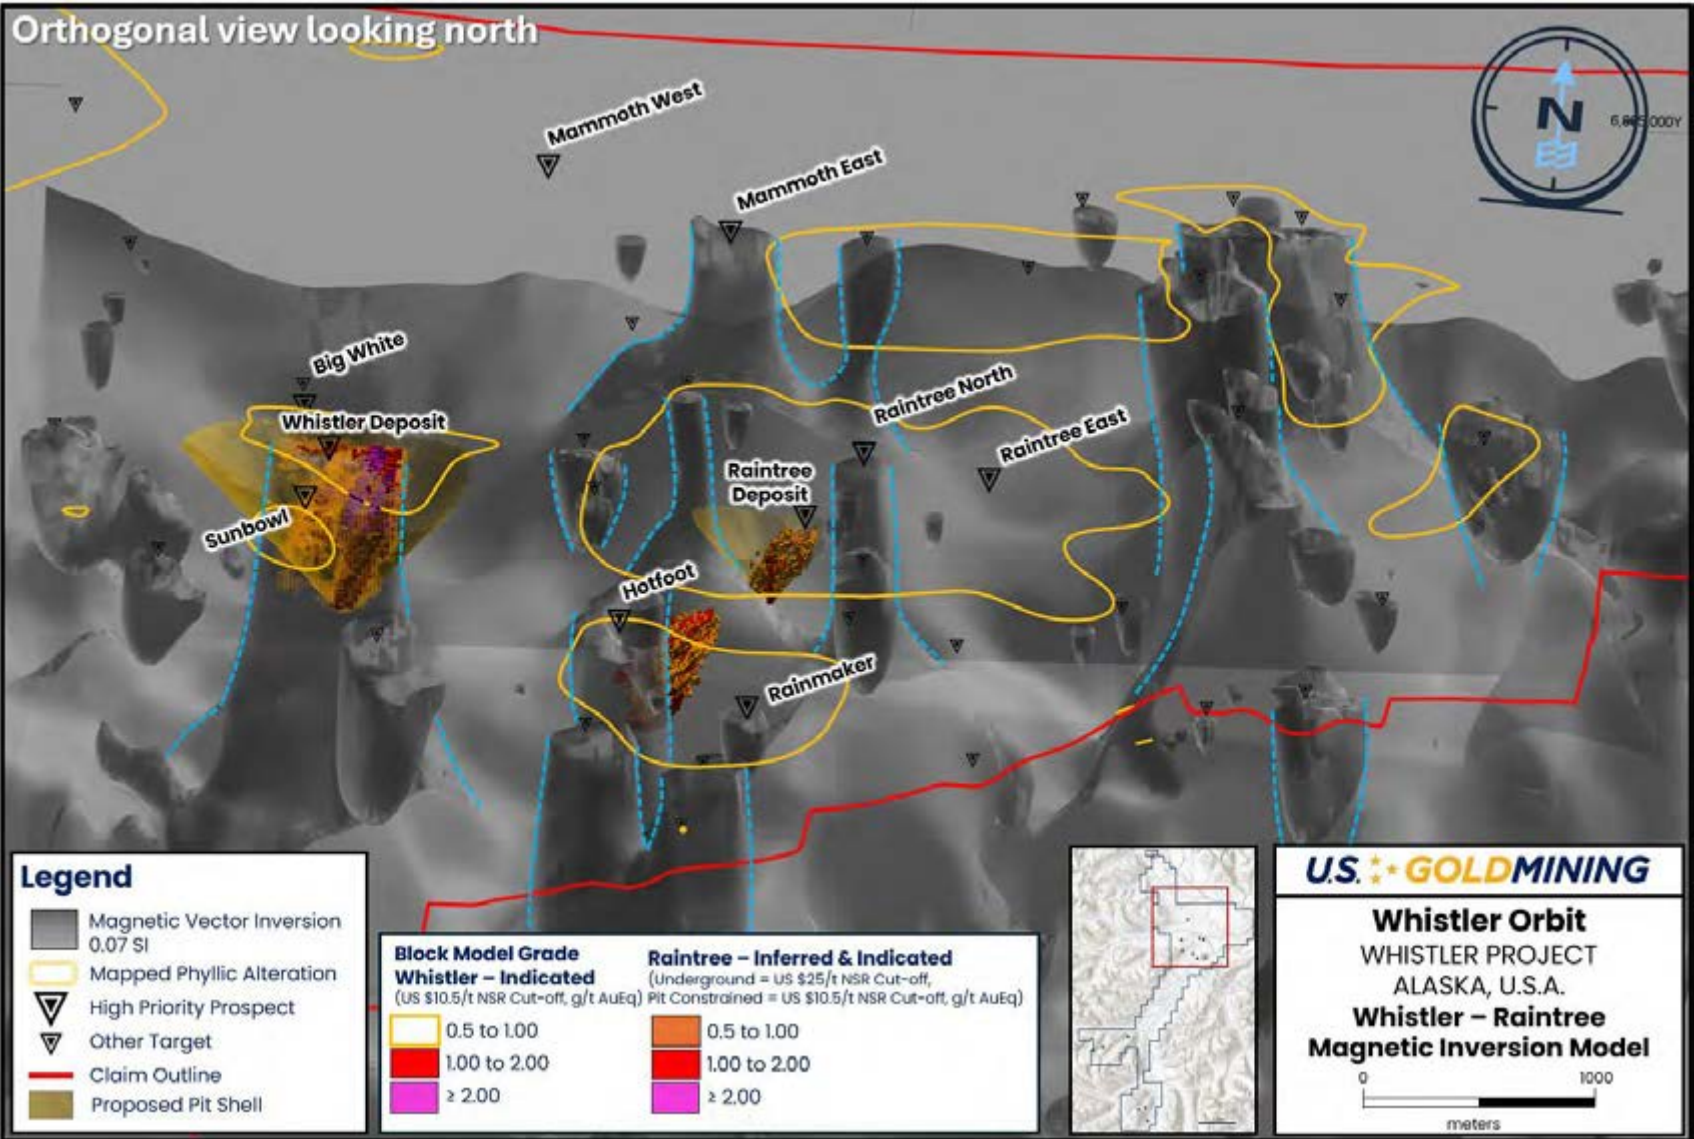 Orthogonal view looking north
N
Mammoth West
Mammoth East
Big White
Whistler Deposit
Sunbowl
Raintree North
Raintree East
Raintree
Deposit
Hotfoot
Rainmaker
Legend
Magnetic Vector Inversion
0.07 SI
Mapped Phyllic Alteration
High Priority Prospect
Other Target
Claim Outline
Proposed Pit Shell
Block Model Grade
Whistler – Indicated
(US $10.5/t NSR Cut-off, g/t AuEq)
0.5 to 1.00
1.00 to 2.00
≥ 2.00
Raintree – Inferred & Indicated
(Underground = US $25/t NSR Cut-off,
Pit Constrained = US $10.5/t NSR Cut-off, g/t AuEq)
0.5 to 1.00
1.00 to 2.00
≥ 2.00
U.S. GOLDMINING
Whistler Orbit
WHISTLER PROJECT
ALASKA, U.S.A.
Whistler – Raintree
Magnetic Inversion Model
0 1000
meters